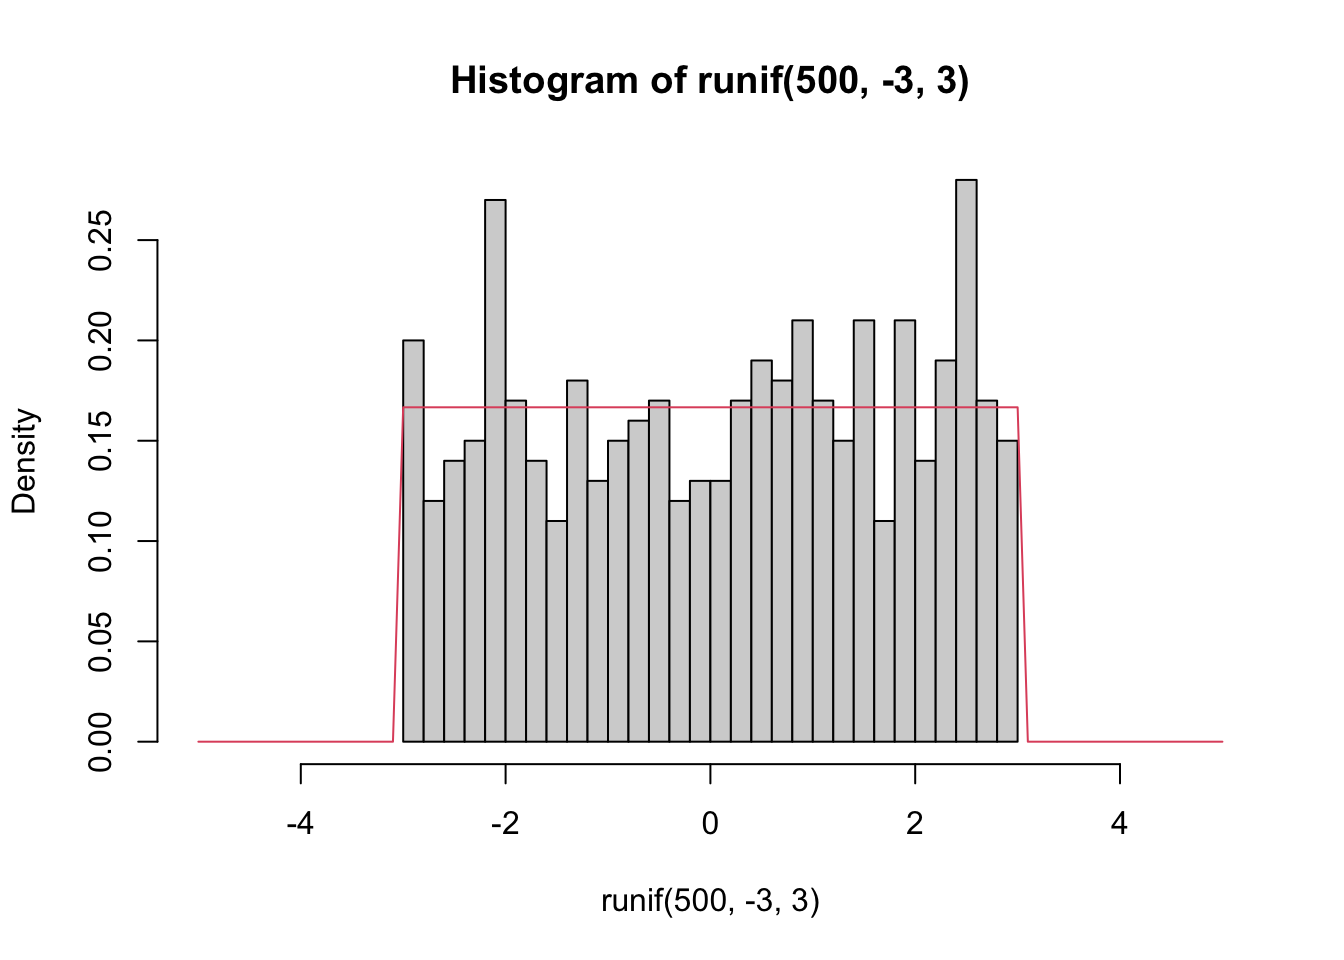 Histogram of runif(500, -3, 3)
Density
0.25
0.20
0.15
0.10
0.05
0.00
-4 -2 0 2 4
runif(500, -3, 3)